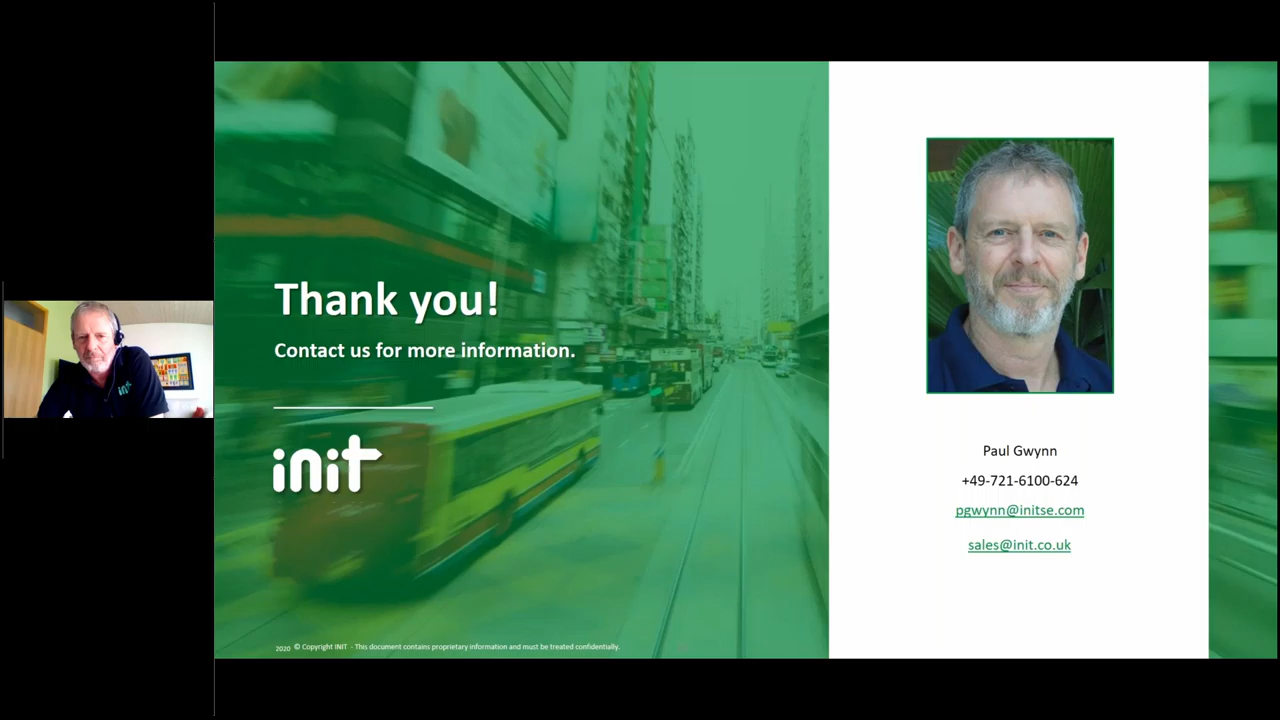 Thank you!
Contact us for more information.
init
2020 © Copyright INIT - This document contains proprietary information and must be treated confidentially.
Paul Gwynn
+49-721-6100-624
pgwynn@initse.com
sales@init.co.uk
init